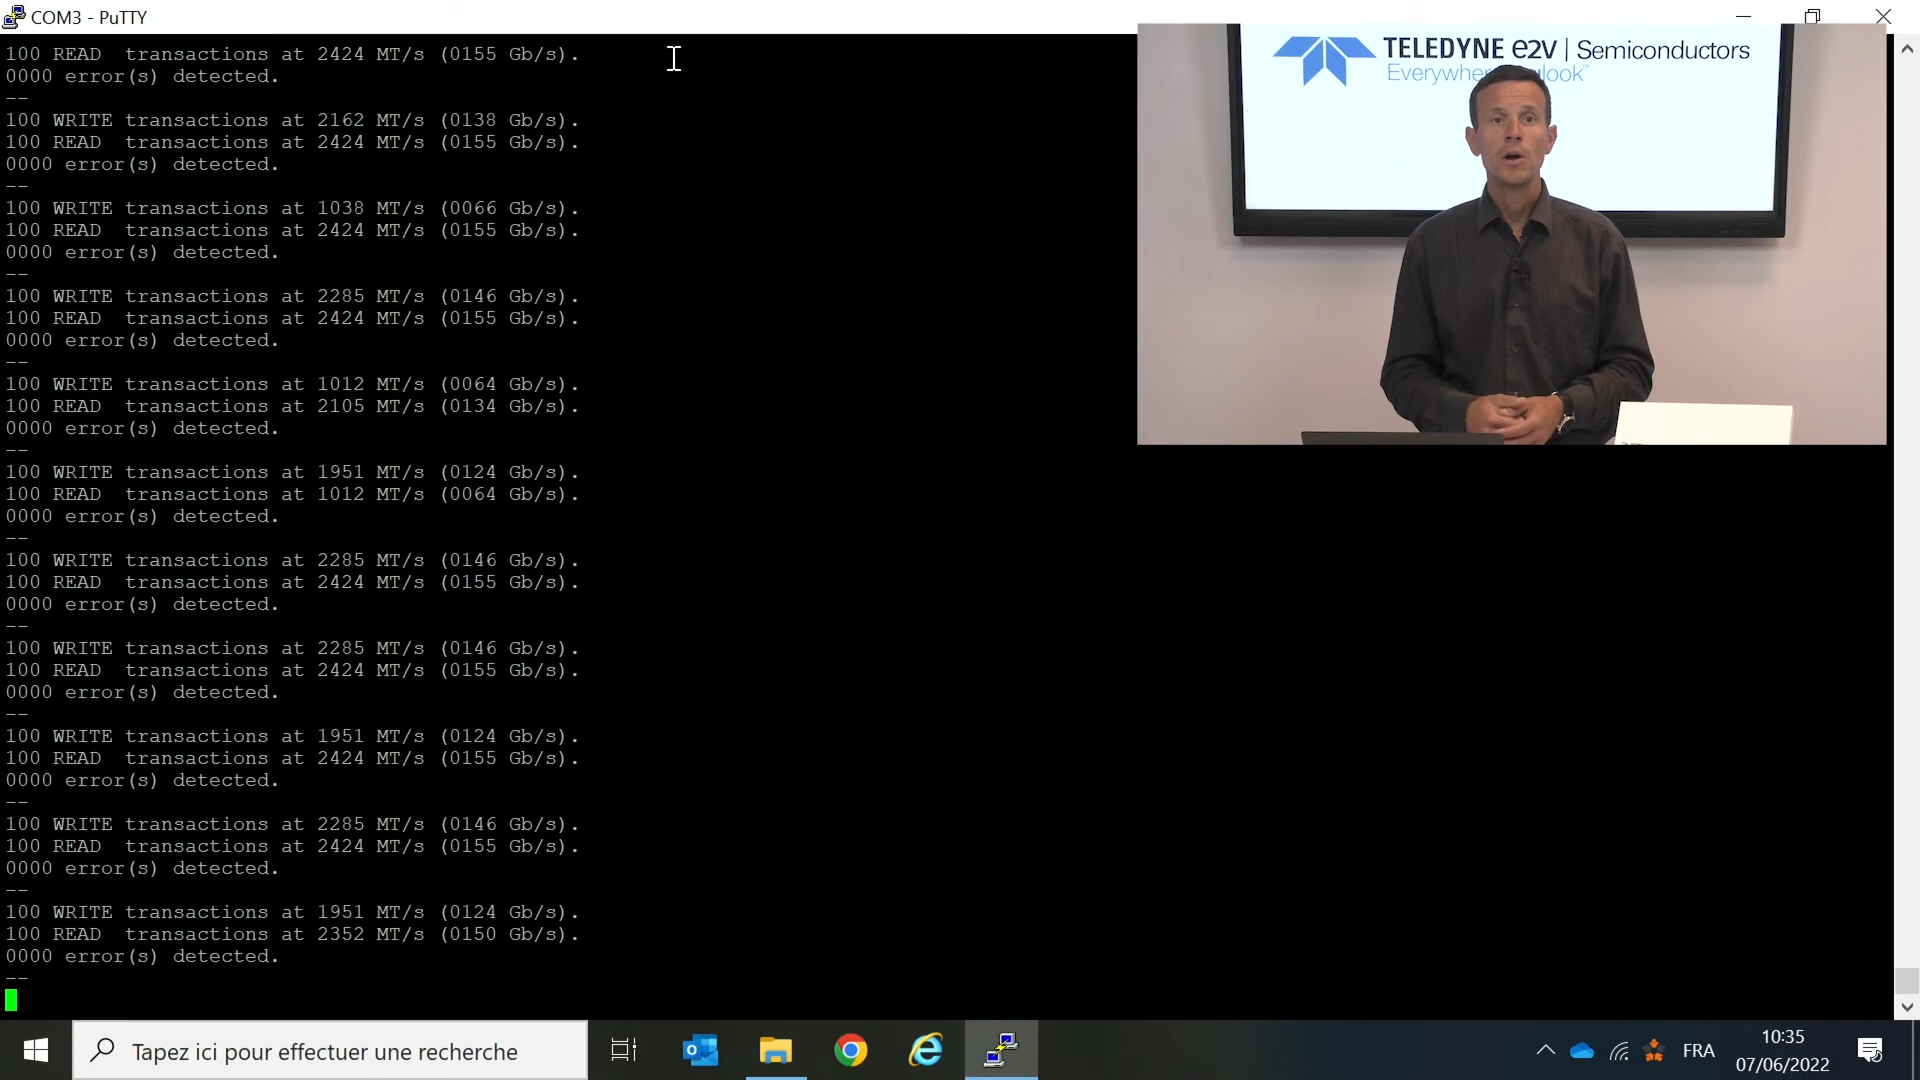 COM3 - PuTTY
100 READ  transactions at 2424 MT/s (0155 Gb/s).
0000 error(s) detected.
--
100 WRITE transactions at 2162 MT/s (0138 Gb/s).
100 READ  transactions at 2424 MT/s (0155 Gb/s).
0000 error(s) detected.
--
100 WRITE transactions at 1038 MT/s (0066 Gb/s).
100 READ  transactions at 2424 MT/s (0155 Gb/s).
0000 error(s) detected.
--
100 WRITE transactions at 2285 MT/s (0146 Gb/s).
100 READ  transactions at 2424 MT/s (0155 Gb/s).
0000 error(s) detected.
--
100 WRITE transactions at 1012 MT/s (0064 Gb/s).
100 READ  transactions at 2105 MT/s (0134 Gb/s).
0000 error(s) detected.
--
100 WRITE transactions at 1951 MT/s (0124 Gb/s).
100 READ  transactions at 1012 MT/s (0064 Gb/s).
0000 error(s) detected.
--
100 WRITE transactions at 2285 MT/s (0146 Gb/s).
100 READ  transactions at 2424 MT/s (0155 Gb/s).
0000 error(s) detected.
--
100 WRITE transactions at 2285 MT/s (0146 Gb/s).
100 READ  transactions at 2424 MT/s (0155 Gb/s).
0000 error(s) detected.
--
100 WRITE transactions at 1951 MT/s (0124 Gb/s).
100 READ  transactions at 2424 MT/s (0155 Gb/s).
0000 error(s) detected.
--
100 WRITE transactions at 2285 MT/s (0146 Gb/s).
100 READ  transactions at 2424 MT/s (0155 Gb/s).
0000 error(s) detected.
--
100 WRITE transactions at 1951 MT/s (0124 Gb/s).
100 READ  transactions at 2352 MT/s (0150 Gb/s).
0000 error(s) detected.
--
TELEDYNE e2v | Semiconductors
Tapez ici pour effectuer une recherche
FRA
10:35
07/06/2022